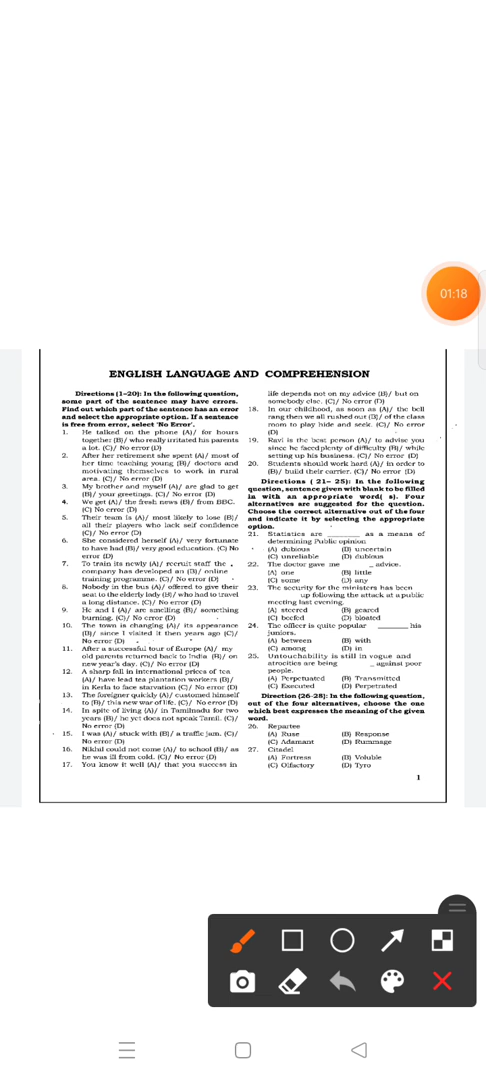 01:18
ENGLISH LANGUAGE AND COMPREHENSION
Directions (1-20): In the following question,
some part of the sentence may have errors.
Find out which part of the sentence has an error
and select the appropriate option. If a sentence
is free from error, select 'No Error'.
1. He talked on the phone (A)/ for hours
together (B)/ who really irritated his parents
a lot. (C)/ No error (D)
2. After her retirement she spent (A)/ most of
her time teaching young (B)/ doctors and
motivating themselves to work in rural
area. (C)/ No error (D)
3. My brother and myself (A)/ are glad to get
(B)/ your greetings. (C)/ No error (D)
4. We get (A)/ the fresh news (B)/ from BBC.
(C) No error (D)
5. Their team is (A)/ most likely to lose (B)/
all their players who lack self confidence
(C)/ No error (D)
6. She considered herself (A)/ very fortunate
to have had (B)/ very good education. (C) No
error (D)
7. To train its newly (A)/ recruit staff the
company has developed an (B)/ online
training programme. (C)/ No error (D)
8. Nobody in the bus (A)/ offered to give their
seat to the elderly lady (B)/ who had to travel
a long distance. (C)/ No error (D)
9. He and I (A)/ are smelling (B)/ something
burning. (C)/ No error (D)
10. The town is changing (A)/ its appearance
(B)/ since I visited it then years ago (C)/
No error (D)
11. After a successful tour of Europe (A)/ my
old parents returned back to India (B)/ on
new year's day. (C)/ No error (D)
12. A sharp fall in international prices of tea
(A)/ have lead tea plantation workers (B)/
in Kerla to face starvation (C)/ No error (D)
13. The foreigner quickly (A)/ customed himself
to (B)/ this new war of life. (C)/ No error (D)
14. In spite of living (A)/ in Tamilnadu for two
years (B)/ he yet does not speak Tamil. (C)/
No error (D)
15. I was (A)/ stuck with (B)/ a traffic jam. (C)/
No error (D)
16. Nikhil could not come (A)/ to school (B)/ as
he was ill from cold. (C)/ No error (D)
17. You know it well (A)/ that you success in
life depends not on my advice (B)/ but on
somebody else. (C)/ No error (D)
18. In our childhood, as soon as (A)/ the bell
rang then we all rushed out (B)/ of the class
room to play hide and seek. (C)/ No error
(D)
19. Ravi is the best person (A)/ to advise you
since he faced plenty of difficulty (B)/ while
setting up his business. (C)/ No error (D)
20. Students should work hard (A)/ in order to
(B)/ build their carrier. (C)/ No error (D)
Directions ( 21- 25): In the following
question, sentence given with blank to be filled
in with an appropriate word( s). Four
alternatives are suggested for the question.
Choose the correct alternative out of the four
and indicate it by selecting the appropriate
option.
21. Statistics are ______ as a means of
determining Public opinion
(A) dubious (B) uncertain
(C) unreliable (D) dubious
22. The doctor gave me _ advice.
(A) one (B) little
(C) some (D) any
23. The security for the ministers has been
up following the attack at a public
meeting last evening.
(A) stored (B) geared
(C) beefed (D) bloated
24. The officer is quite popular ______ his
juniors.
(A) between (B) with
(C) among (D) in
25. Untouchability is still in vogue and
atrocities are being _ against poor
people.
(A) Perpetuated (B) Transmitted
(C) Executed (D) Perpetrated
Direction (26-28): In the following question,
out of the four alternatives, choose the one
which best expresses the meaning of the given
word.
26. Repartee
(A) Ruse (B) Response
(C) Adamant (D) Rummage
27. Citadel
(A) Fortress (B) Voluble
(C) Olfactory (D) Tyro
1